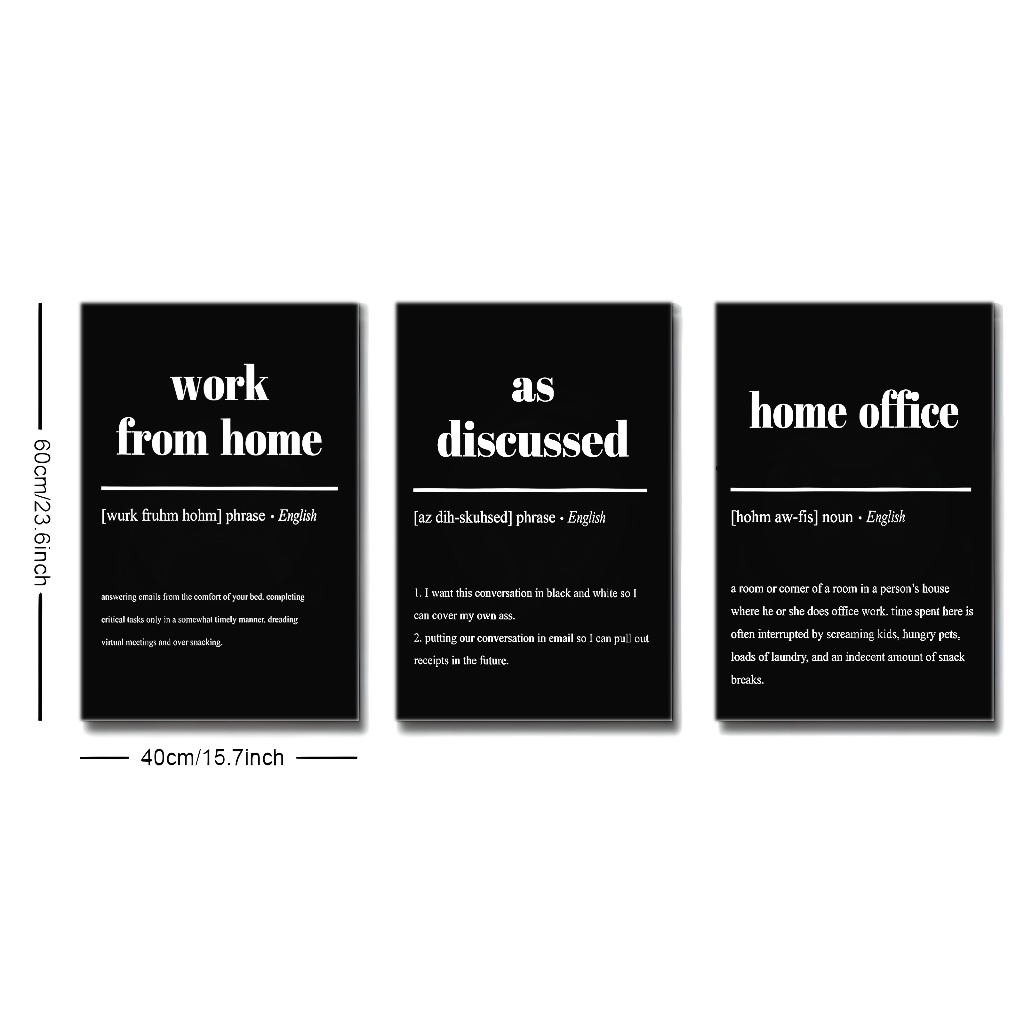 60cm/23.6inch
work
from home
[wurk fruhm hohm] phrase • English
answering emails from the comfort of your bed. completing
critical tasks only in a somewhat timely manner, dreading
virtual meetings and over snacking.
as
discussed
[az dih-skuhsed] phrase • English
1. I want this conversation in black and white so I
can cover my own ass.
2. putting our conversation in email so I can pull out
receipts in the future.
home office
[hohm aw-fis] noun • English
a room or corner of a room in a person's house
where he or she does office work. time spent here is
often interrupted by screaming kids, hungry pets,
loads of laundry, and an indecent amount of snack
breaks.
40cm/15.7inch